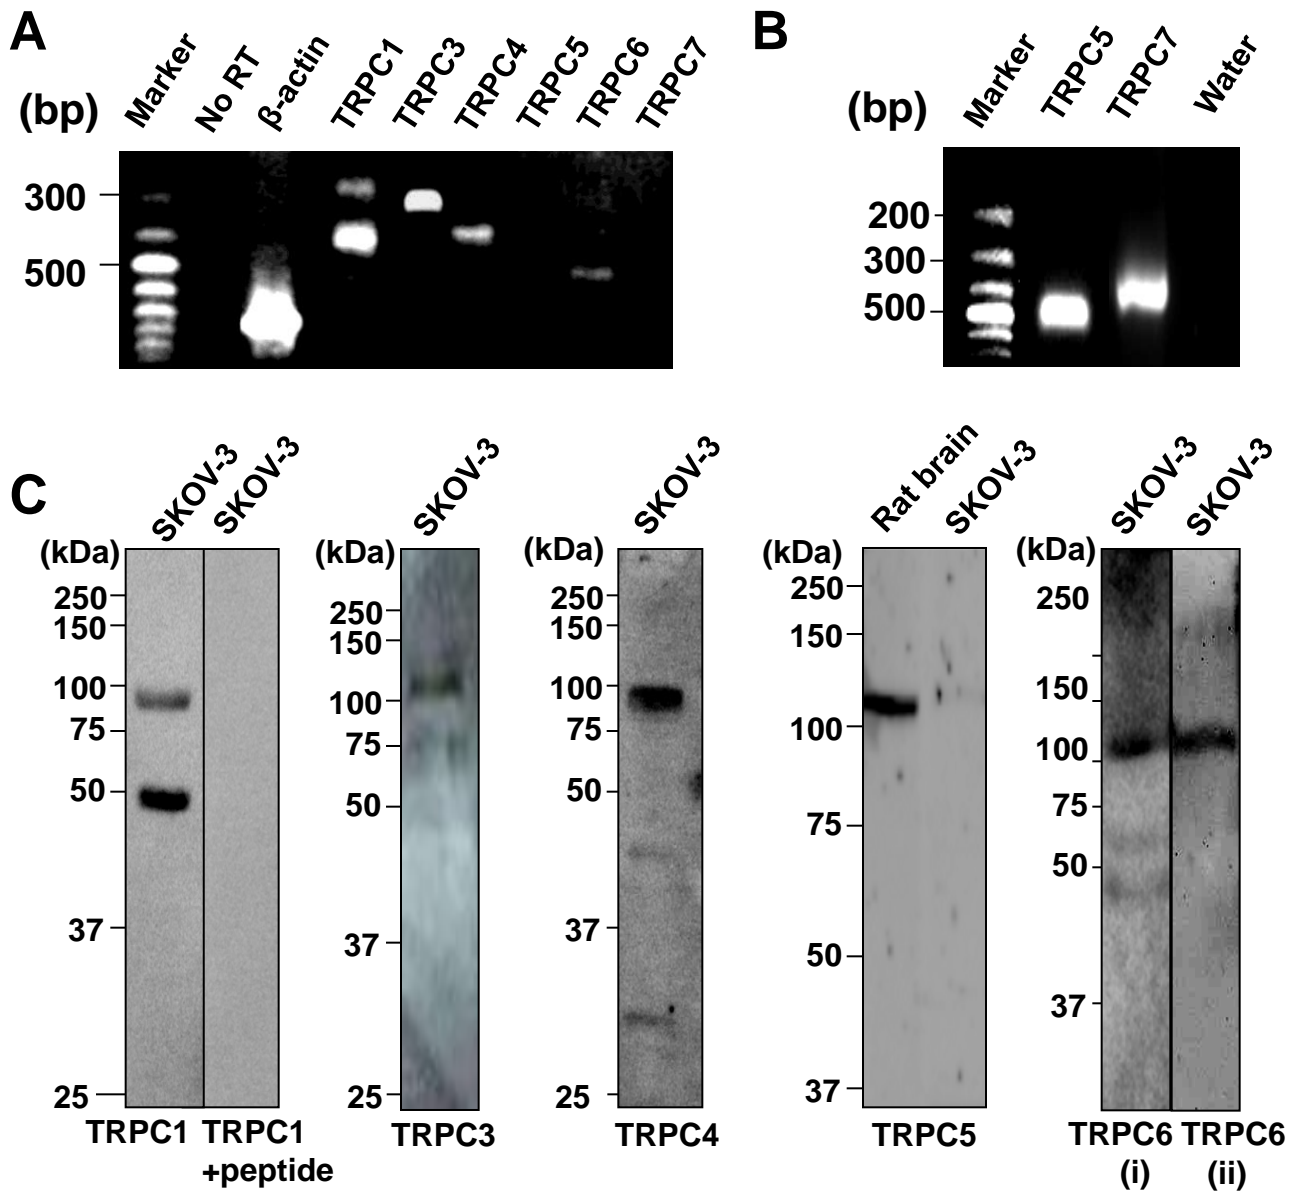 A
Marker
No RT
β-actin
TRPC1
TRPC3
TRPC4
TRPC5
TRPC6
TRPC7
(bp)
300
500
B
Marker
TRPC5
TRPC7
Water
(bp)
200
300
500
C
SKOV-3
SKOV-3
(kDa)
250
150
100
75
50
37
25
TRPC1
TRPC1
+peptide
SKOV-3
(kDa)
250
150
100
75
50
37
25
TRPC3
SKOV-3
(kDa)
250
150
100
75
50
37
25
TRPC4
Rat brain
SKOV-3
(kDa)
250
150
100
75
50
37
TRPC5
SKOV-3
SKOV-3
(kDa)
250
150
100
75
50
37
TRPC6
(i)
TRPC6
(ii)